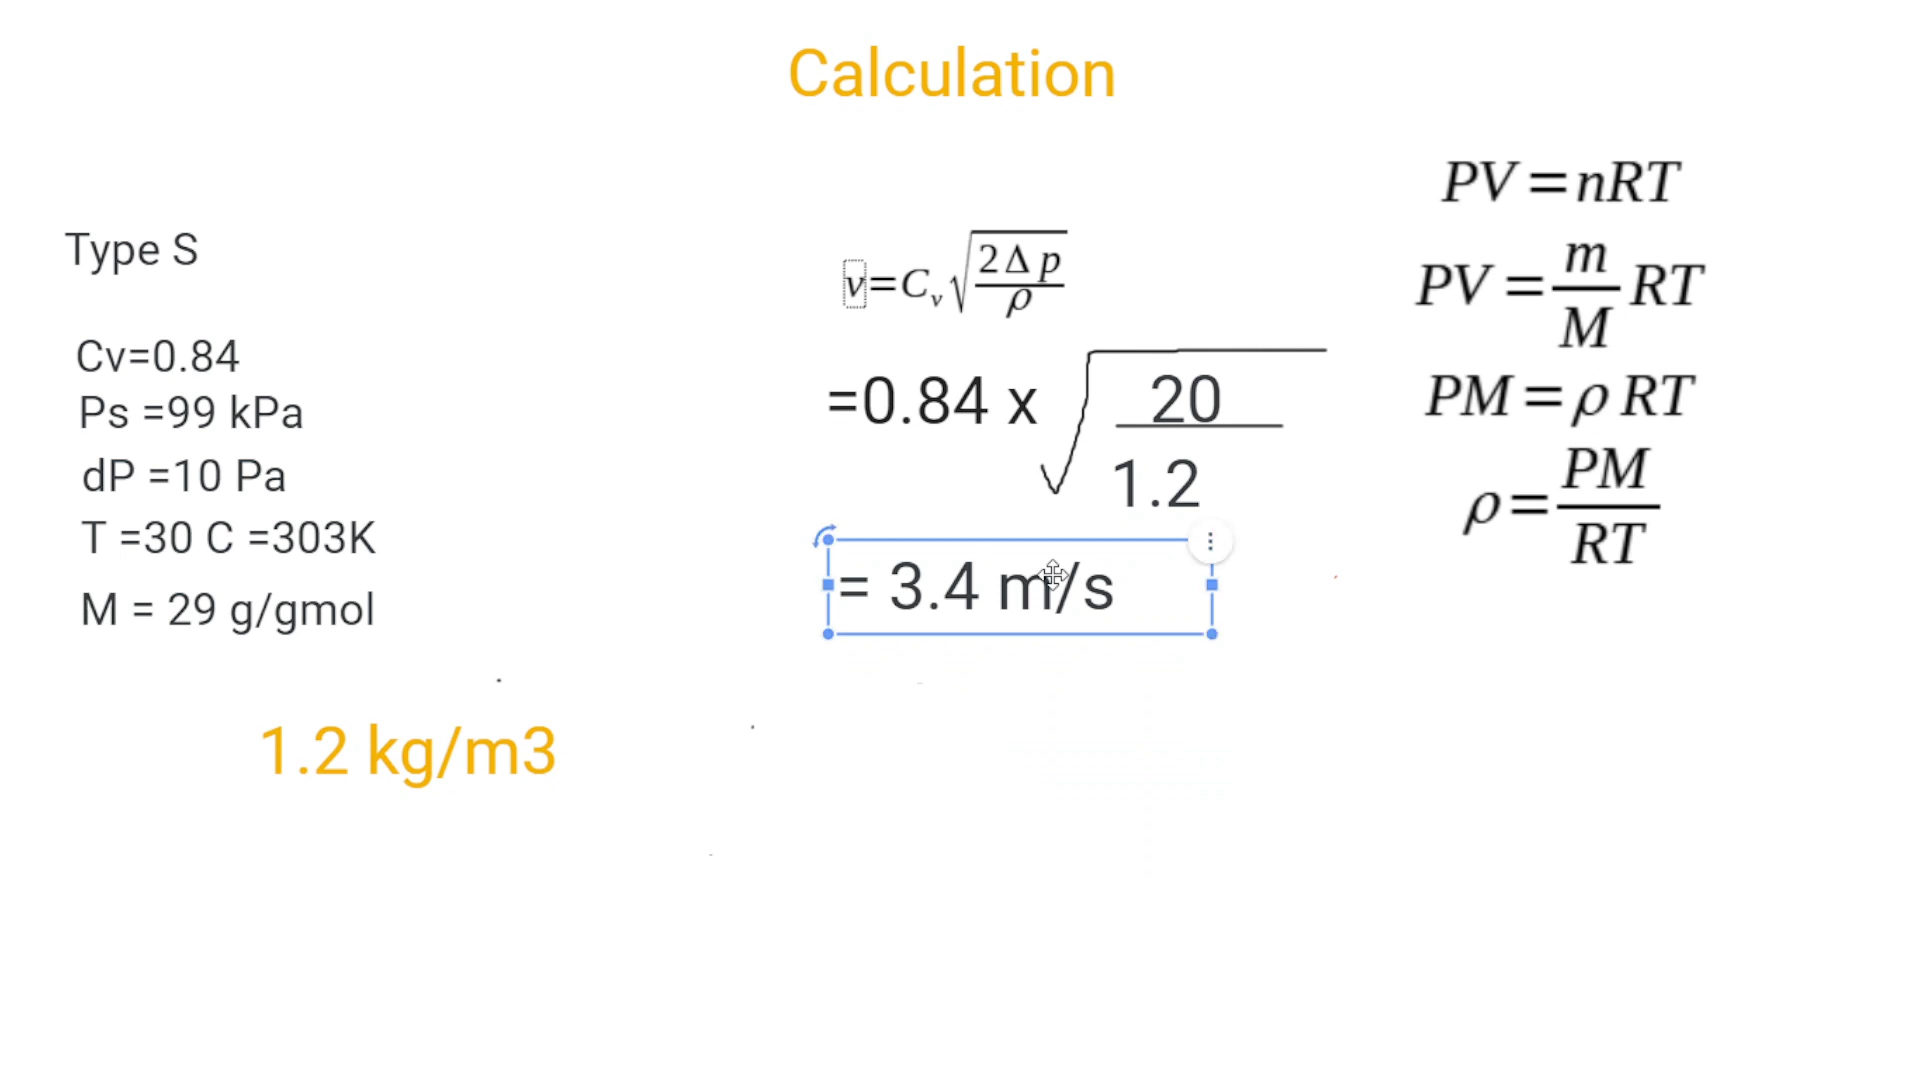 Calculation
Type S
Cv=0.84
Ps =99 kPa
dP =10 Pa
T =30 C =303K
M = 29 g/gmol
1.2 kg/m3
v=C_v√(2Δp/ρ)
=0.84 x √(20/1.2)
= 3.4 m/s
PV=nRT
PV=m/M RT
PM=ρRT
ρ=PM/RT